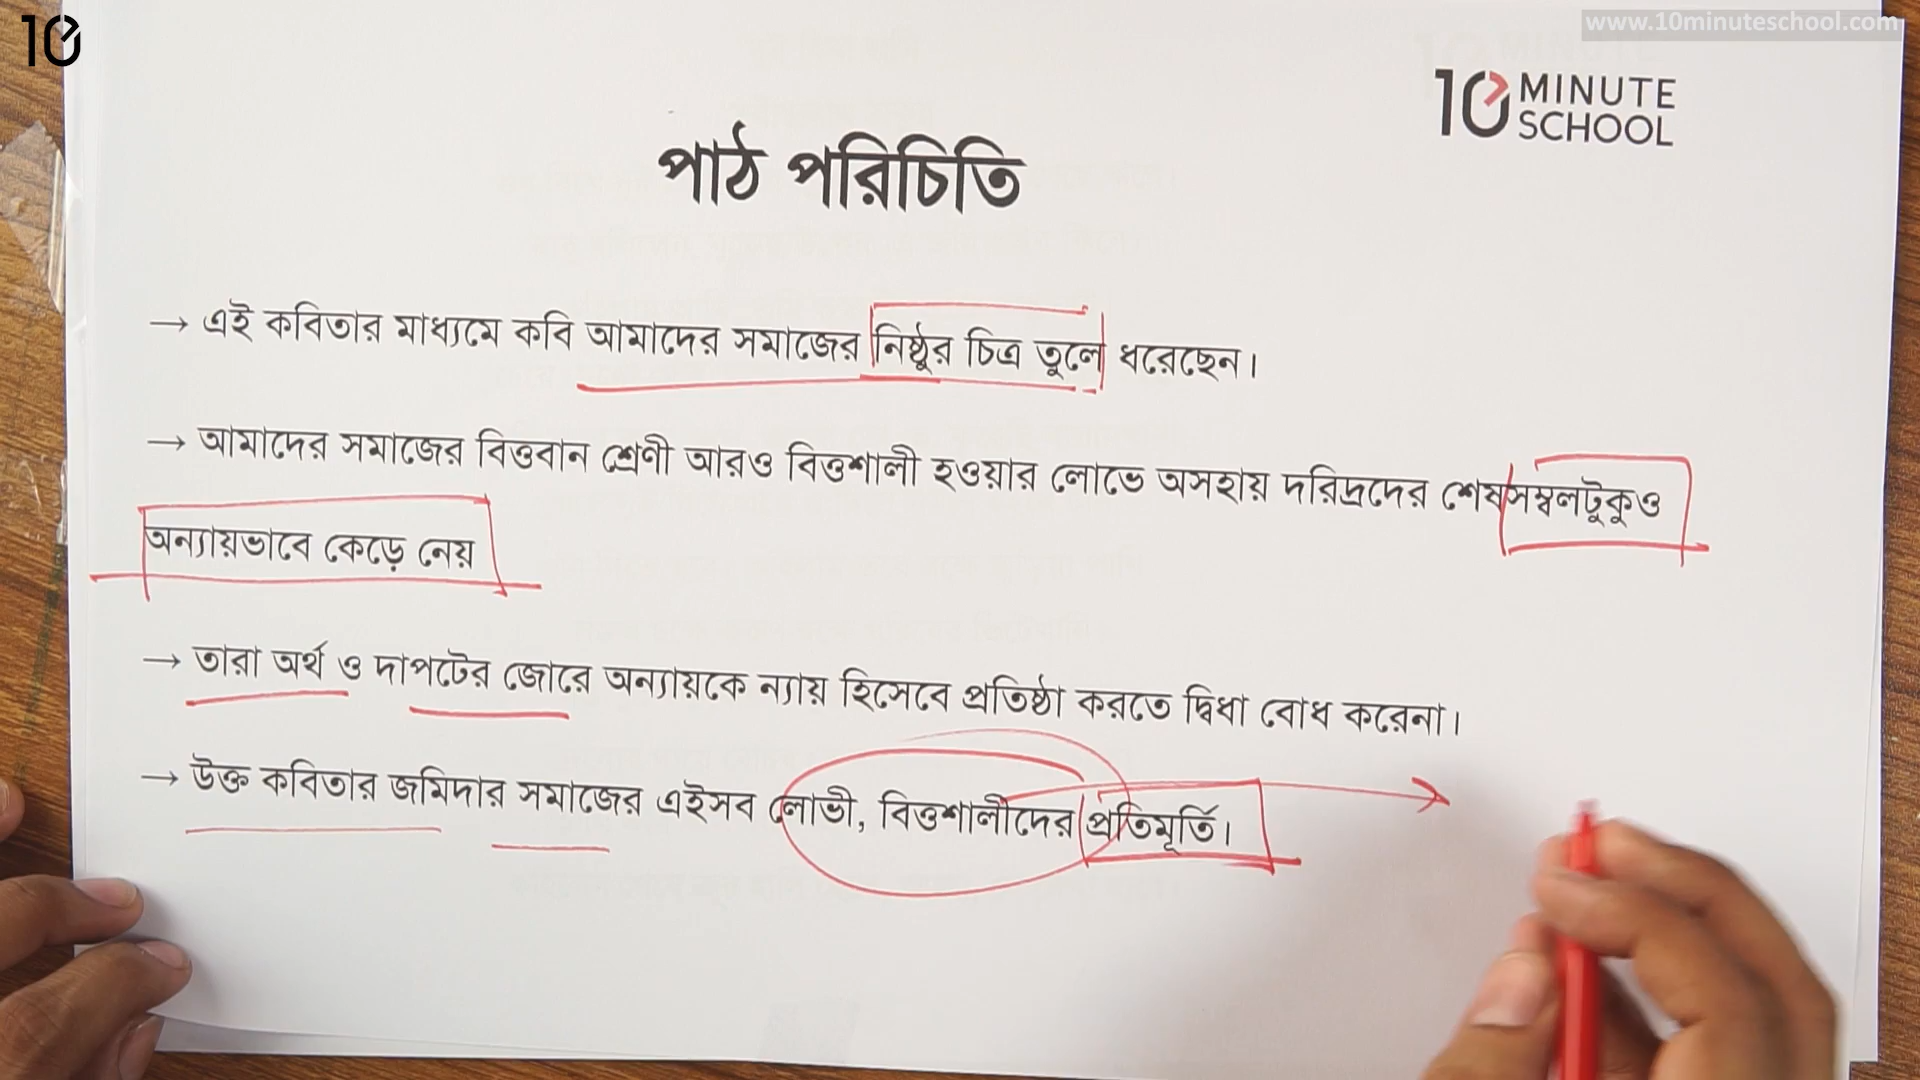 10
www.10minuteschool.com
10 MINUTE
SCHOOL
পাঠ পরিচিতি
→ এই কবিতার মাধ্যমে কবি আমাদের সমাজের নিষ্ঠুর চিত্র তুলে ধরেছেন।
→ আমাদের সমাজের বিত্তবান শ্রেণী আরও বিত্তশালী হওয়ার লোভে অসহায় দরিদ্রদের শেষ সম্বলটুকুও
অন্যায়ভাবে কেড়ে নেয়
→ তারা অর্থ ও দাপটের জোরে অন্যায়কে ন্যায় হিসেবে প্রতিষ্ঠা করতে দ্বিধা বোধ করেনা।
→ উক্ত কবিতার জমিদার সমাজের এইসব লোভী, বিত্তশালীদের প্রতিমূর্তি।